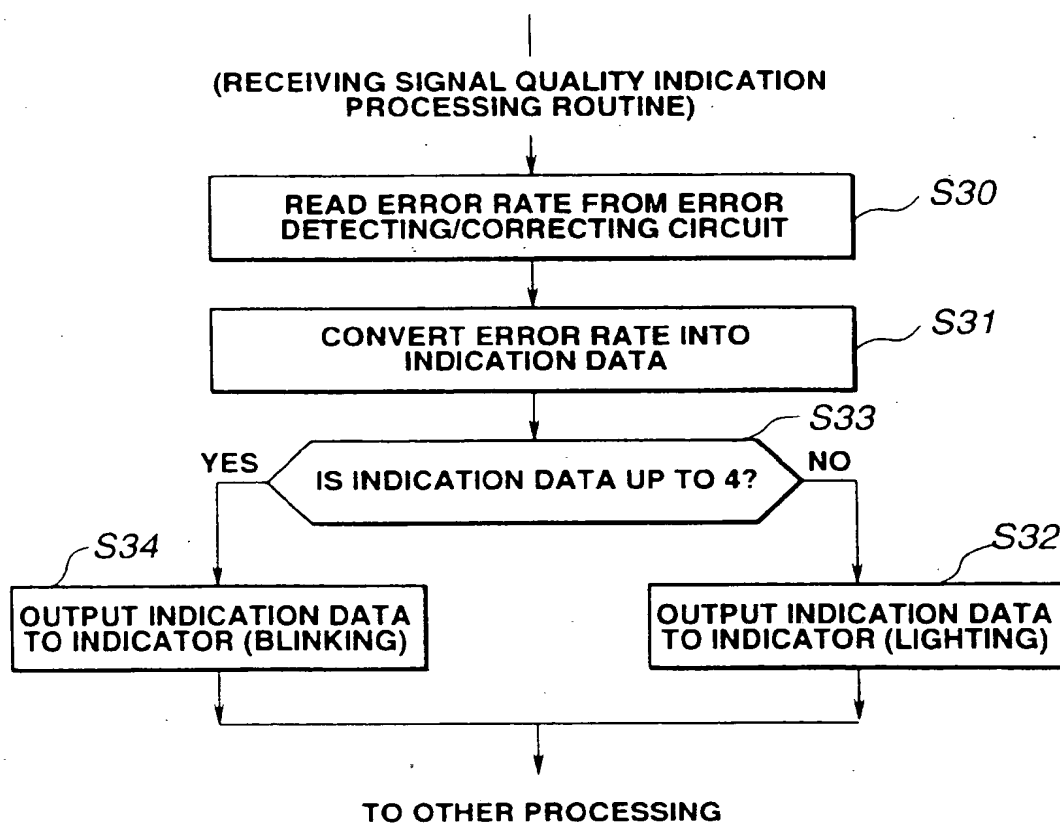 (RECEIVING SIGNAL QUALITY INDICATION
PROCESSING ROUTINE)
READ ERROR RATE FROM ERROR
DETECTING/CORRECTING CIRCUIT
S30
CONVERT ERROR RATE INTO
INDICATION DATA
S31
S33
YES
IS INDICATION DATA UP TO 4?
NO
S34
S32
OUTPUT INDICATION DATA
TO INDICATOR (BLINKING)
OUTPUT INDICATION DATA
TO INDICATOR (LIGHTING)
TO OTHER PROCESSING